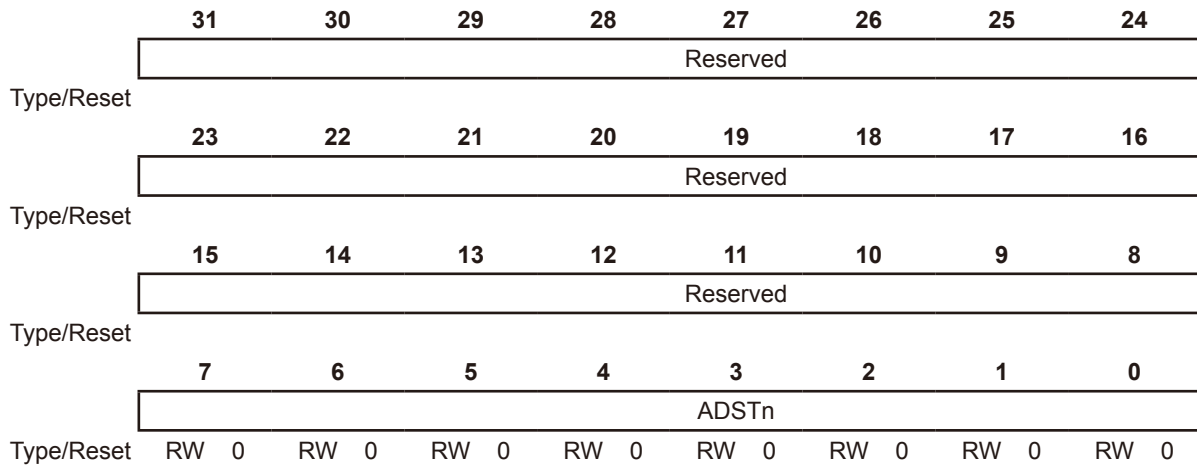 31 30 29 28 27 26 25 24
Reserved
Type/Reset
23 22 21 20 19 18 17 16
Reserved
Type/Reset
15 14 13 12 11 10 9 8
Reserved
Type/Reset
7 6 5 4 3 2 1 0
ADSTn
Type/Reset RW 0 RW 0 RW 0 RW 0 RW 0 RW 0 RW 0 RW 0